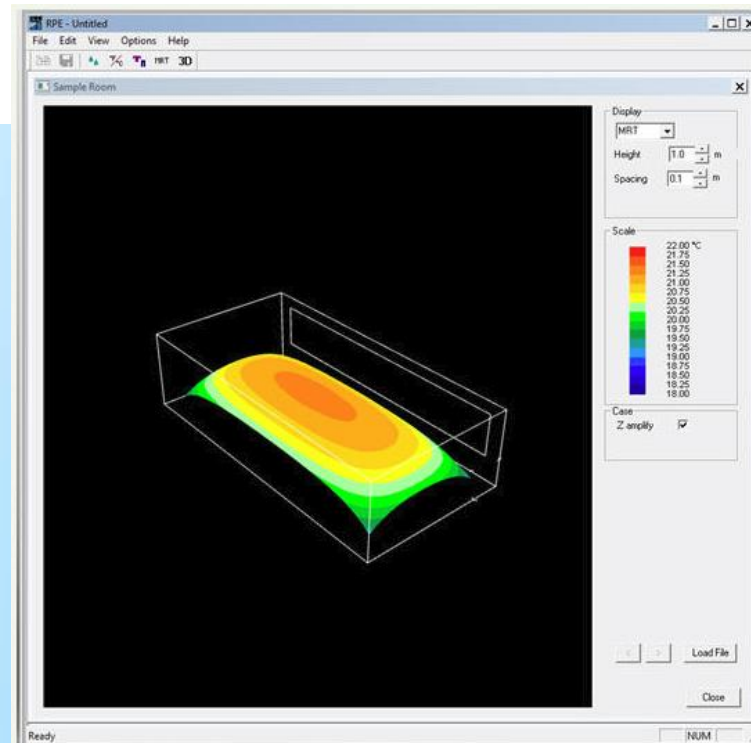 RPE - Untitled
File Edit View Options Help
MRT 3D
Sample Room
Display
MRT
Height 1.0 m
Spacing 0.1 m
Scale
22.00 °C
21.75
21.50
21.25
21.00
20.75
20.50
20.25
20.00
19.75
19.50
19.25
19.00
18.75
18.50
18.25
18.00
Case
Z amplify
< > Load File
Close
Ready NUM